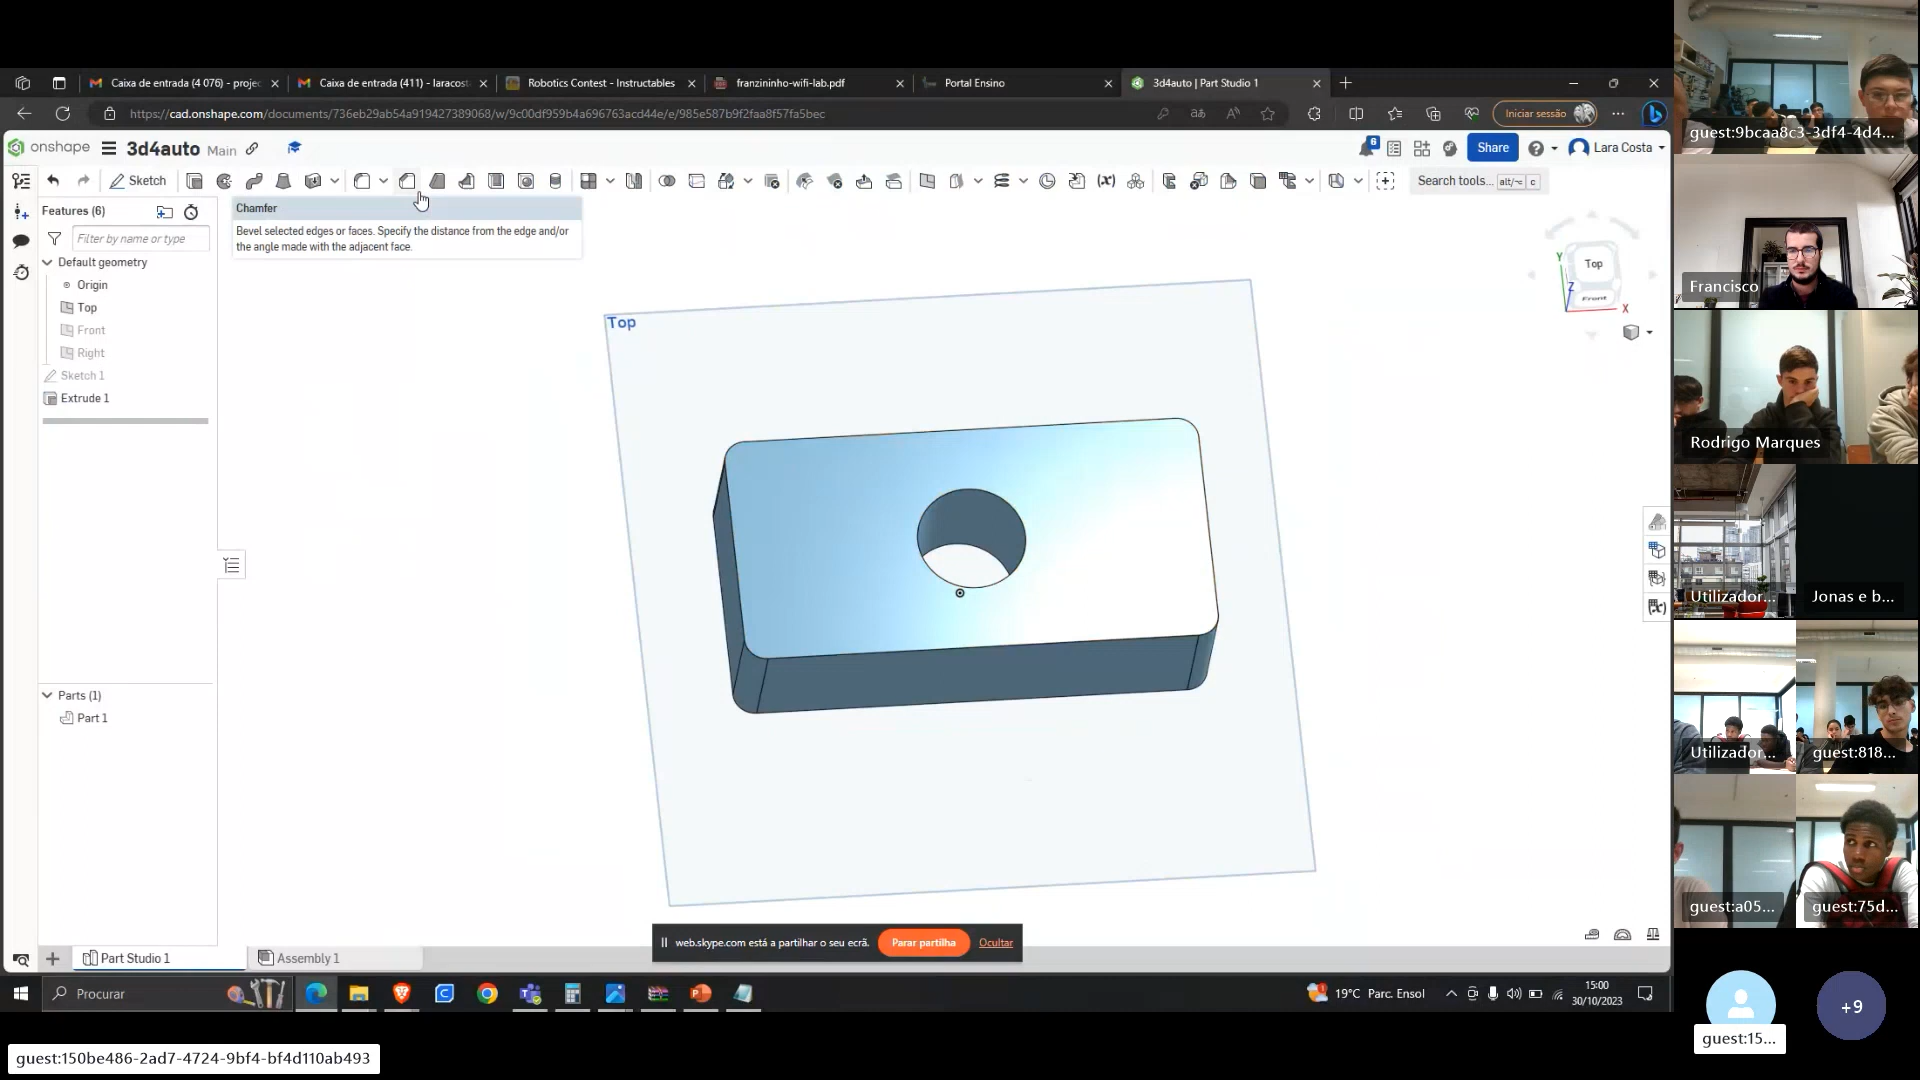 Caixa de entrada (4 076) - projec
Caixa de entrada (411) - laracost
Robotics Contest - Instructables
franzininho-wifi-lab.pdf
Portal Ensino
3d4auto | Part Studio 1
https://cad.onshape.com/documents/736eb29ab54a919427389068/w/9c00df959b4a696763acd44e/e/985e587b9f2faa8f57fa5bec
Iniciar sessão
onshape
3d4auto
Main
6
Share
Lara Costa
Sketch
Search tools...
alt/⌥
c
Features (6)
Filter by name or type
Default geometry
Origin
Top
Front
Right
Sketch 1
Extrude 1
Parts (1)
Part 1
Chamfer
Bevel selected edges or faces. Specify the distance from the edge and/or
the angle made with the adjacent face.
Top
Y
Z
X
Top
Front
web.skype.com está a partilhar o seu ecrã.
Parar partilha
Ocultar
Part Studio 1
Assembly 1
Procurar
19°C Parc. Ensol
15:00
30/10/2023
guest:9bcaa8c3-3df4-4d4...
Francisco
Rodrigo Marques
Utilizador...
Jonas e b...
Utilizador...
guest:818...
guest:a05...
guest:75d...
guest:15...
+9
guest:150be486-2ad7-4724-9bf4-bf4d110ab493